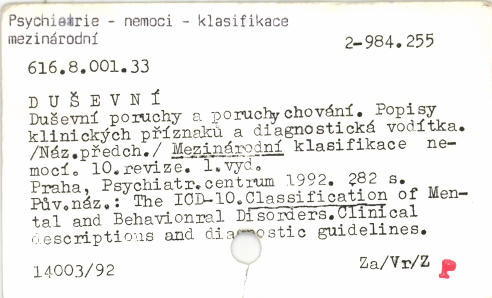 Psychiatrie - nemoci - klasifikace
mezinárodní
2-984.255
616.8.001.33
DUŠEVNÍ
Duševní poruchy a poruchy chování. Popisy
klinických příznaků a diagnostická vodítka.
/Náz.předch./ Mezinárodní klasifikace ne-
mocí. 10.revize. 1.vyd.
Praha, Psychiatr.centrum 1992. 282 s.
Pův.náz.: The ICD-10.Classification of Men-
tal and Behavionral Disorders.Clinical
descriptions and diagnostic guidelines.
14003/92
Za/Vr/Z P